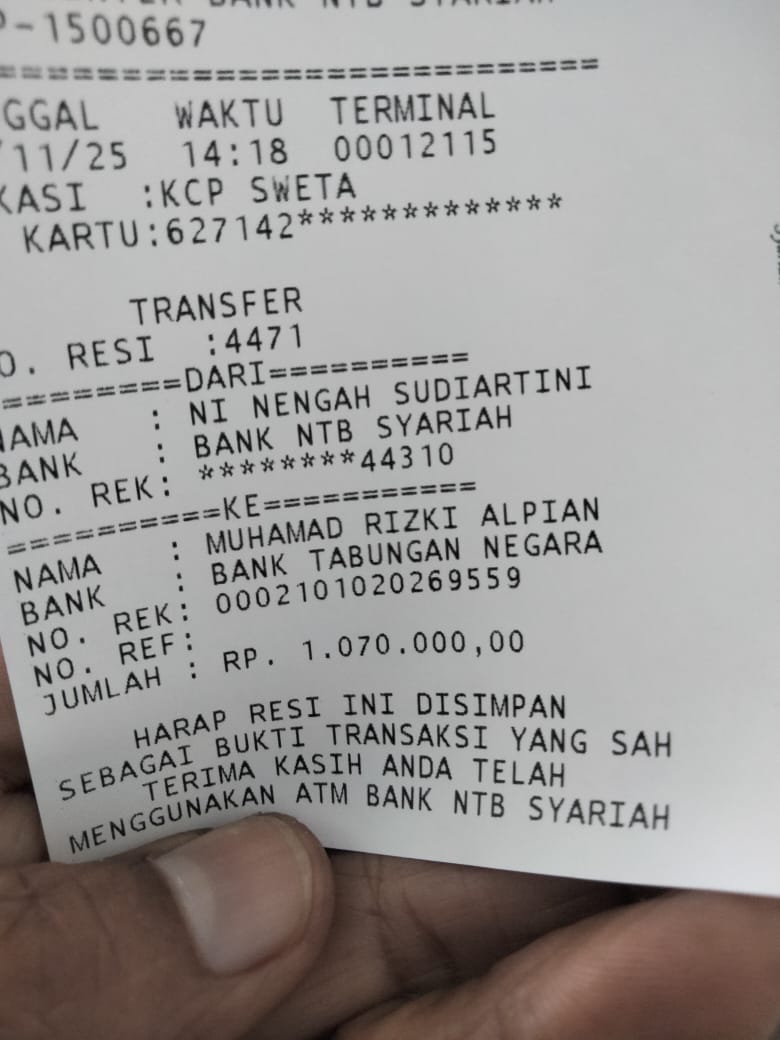 BANK NTB SYARIAH
P-1500667
================================
GGAL WAKTU TERMINAL
/11/25 14:18 00012115
KASI :KCP SWETA
KARTU:627142*************
TRANSFER
O. RESI :4471
=========DARI==========
NAMA : NI NENGAH SUDIARTINI
BANK : BANK NTB SYARIAH
NO. REK: ********44310
==========KE===========
NAMA : MUHAMAD RIZKI ALPIAN
BANK : BANK TABUNGAN NEGARA
NO. REK: 0002101020269559
NO. REF:
JUMLAH : RP. 1.070.000,00
HARAP RESI INI DISIMPAN
SEBAGAI BUKTI TRANSAKSI YANG SAH
TERIMA KASIH ANDA TELAH
MENGGUNAKAN ATM BANK NTB SYARIAH